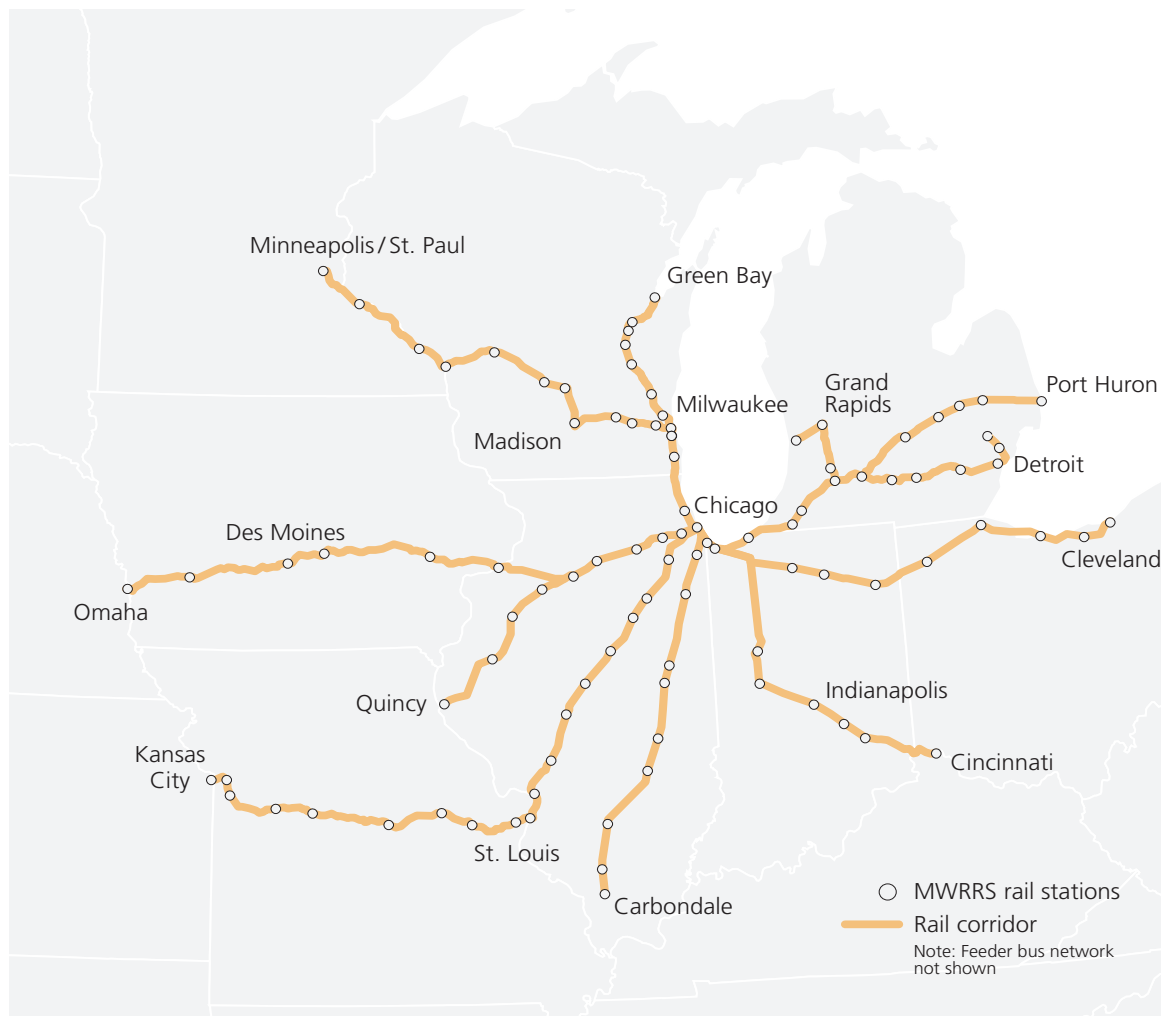 Minneapolis/St. Paul
Green Bay
Grand
Rapids
Port Huron
Milwaukee
Madison
Detroit
Chicago
Des Moines
Cleveland
Omaha
Indianapolis
Quincy
Kansas
City
Cincinnati
St. Louis
MWRRS rail stations
Carbondale
Rail corridor
Note: Feeder bus network
not shown